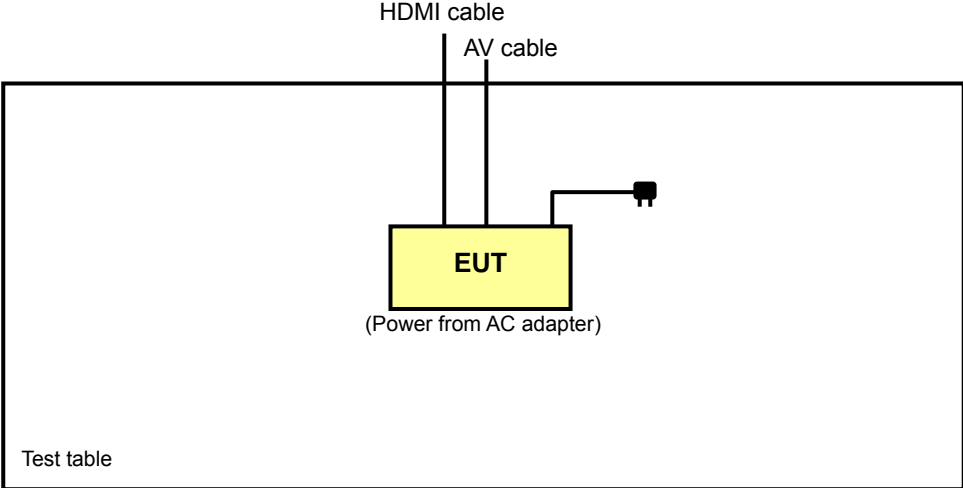 HDMI cable
AV cable
EUT
(Power from AC adapter)
Test table